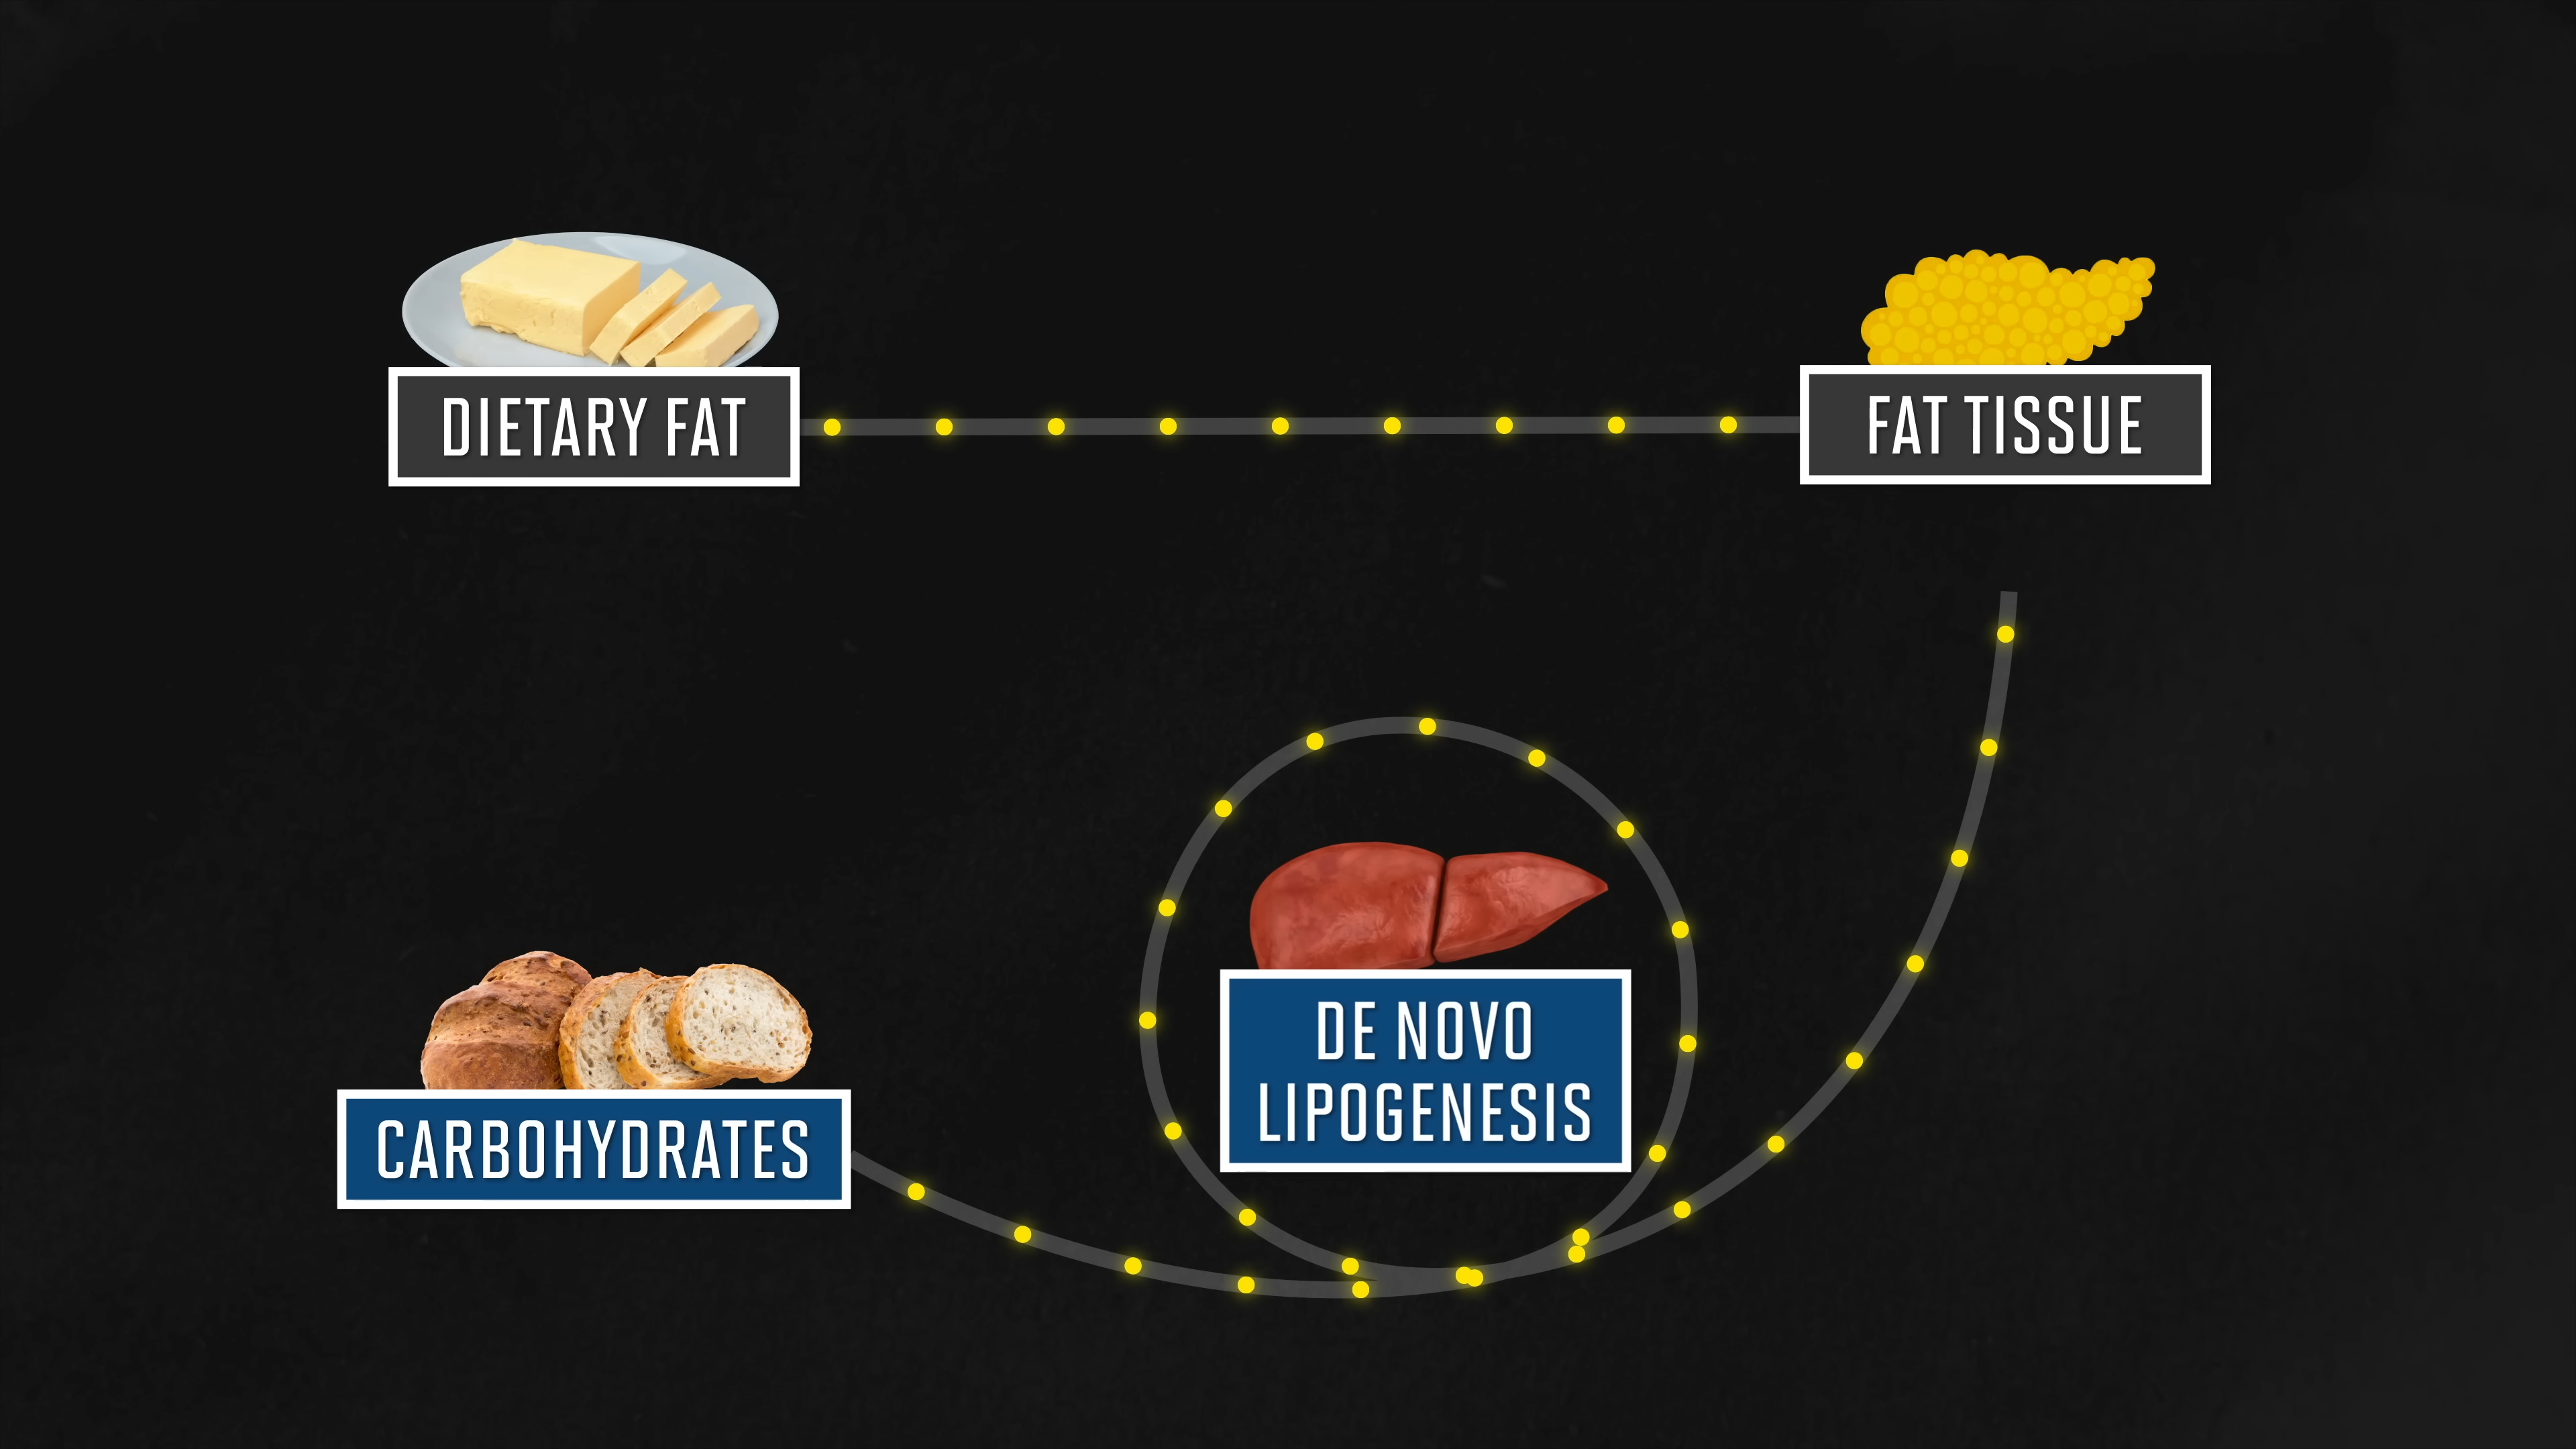 DIETARY FAT
FAT TISSUE
DE NOVO
LIPOGENESIS
CARBOHYDRATES